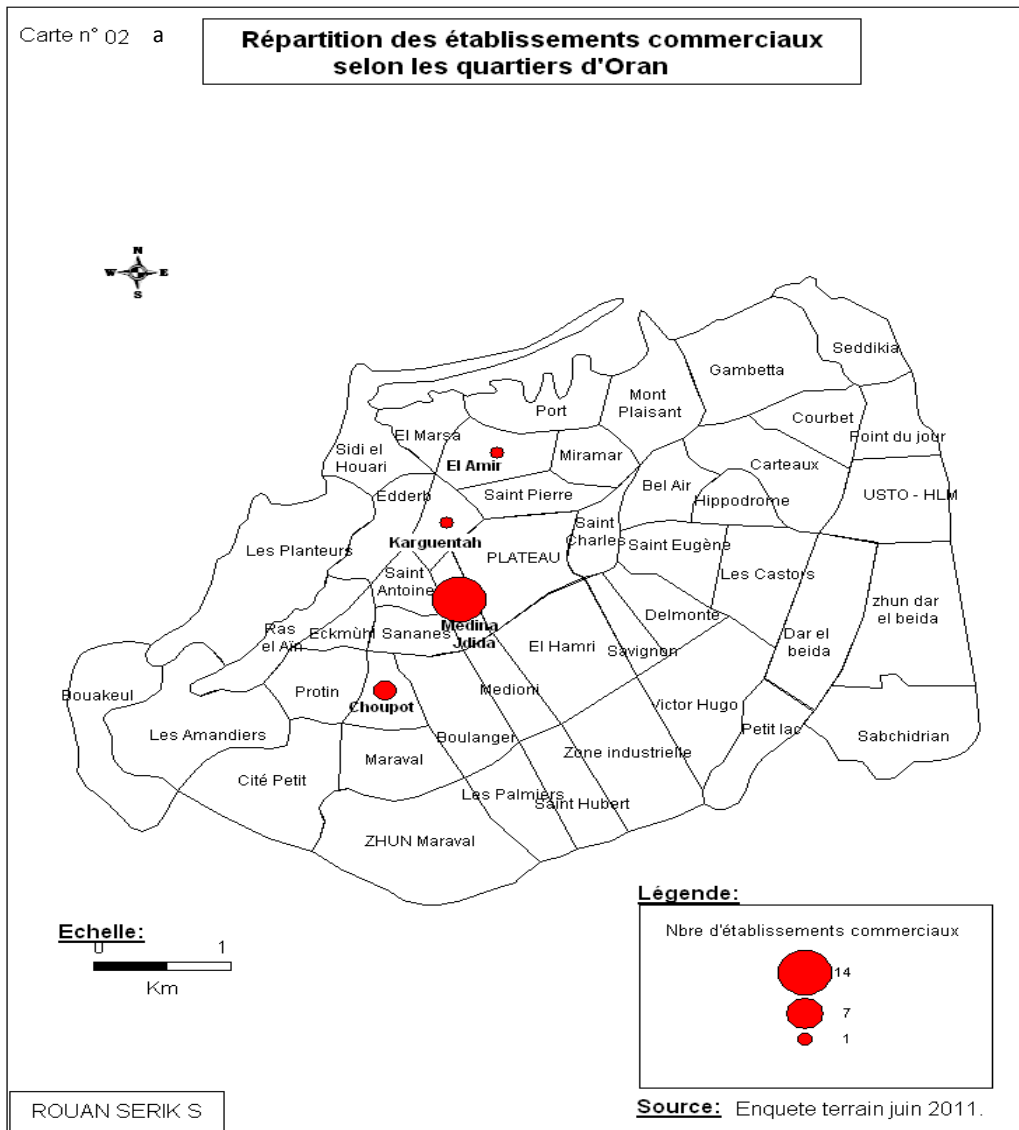 Carte n° 02 a
Répartition des établissements commerciaux
selon les quartiers d'Oran
N
W E
S
Seddikia
Gambetta
Mont
Plaisant
Port
Courbet
El Marsa
Point du jour
Sidi el
Houari
El Amir
Miramar
Carteaux
Bel Air
Edderb
Saint Pierre
Hippodrome
USTO - HLM
Karguentah
Saint
Charles
Les Planteurs
PLATEAU
Saint Eugène
Saint
Antoine
Les Castors
zhun dar
el beida
Medina
Jdida
Delmonte
Ras
el Aïn
Eckmùhl
Sananes
El Hamri
Savignon
Dar el
beida
Bouakeul
Protin
Choupot
Medioni
Victor Hugo
Les Amandiers
Boulanger
Petit lac
Sabchidrian
Maraval
Zone industrielle
Cité Petit
Les Palmiers
Saint Hubert
ZHUN Maraval
Echelle:
0 1
Km
Légende:
Nbre d'établissements commerciaux
14
7
1
ROUAN SERIK S
Source: Enquete terrain juin 2011.